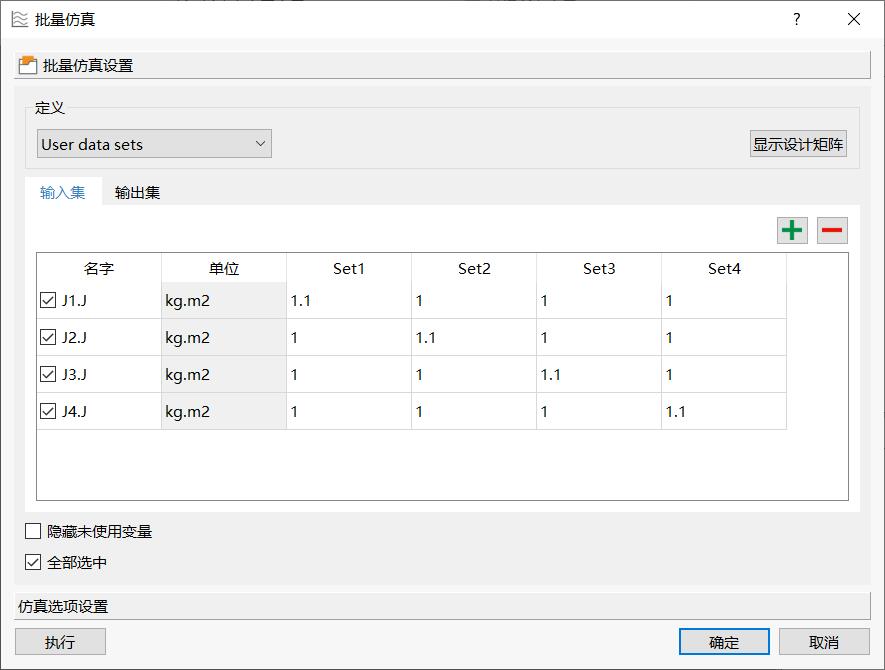 批量仿真
批量仿真设置
定义
User data sets
显示设计矩阵
输入集 输出集
名字 单位 Set1 Set2 Set3 Set4
J1.J kg.m2 1.1 1 1 1
J2.J kg.m2 1 1.1 1 1
J3.J kg.m2 1 1 1.1 1
J4.J kg.m2 1 1 1 1.1
隐藏未使用变量
全部选中
仿真选项设置
执行 确定 取消